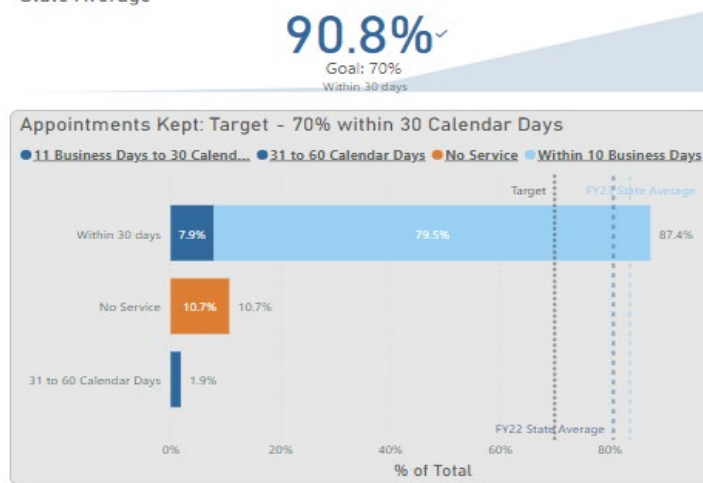 State Average
90.8%
Goal: 70%
Within 30 days
Appointments Kept: Target - 70% within 30 Calendar Days
11 Business Days to 30 Calend... 31 to 60 Calendar Days No Service Within 10 Business Days
Target FY23 State Average
Within 30 days 7.9% 79.5% 87.4%
No Service 10.7% 10.7%
31 to 60 Calendar Days 1.9%
FY22 State Average
0% 20% 40% 60% 80%
% of Total